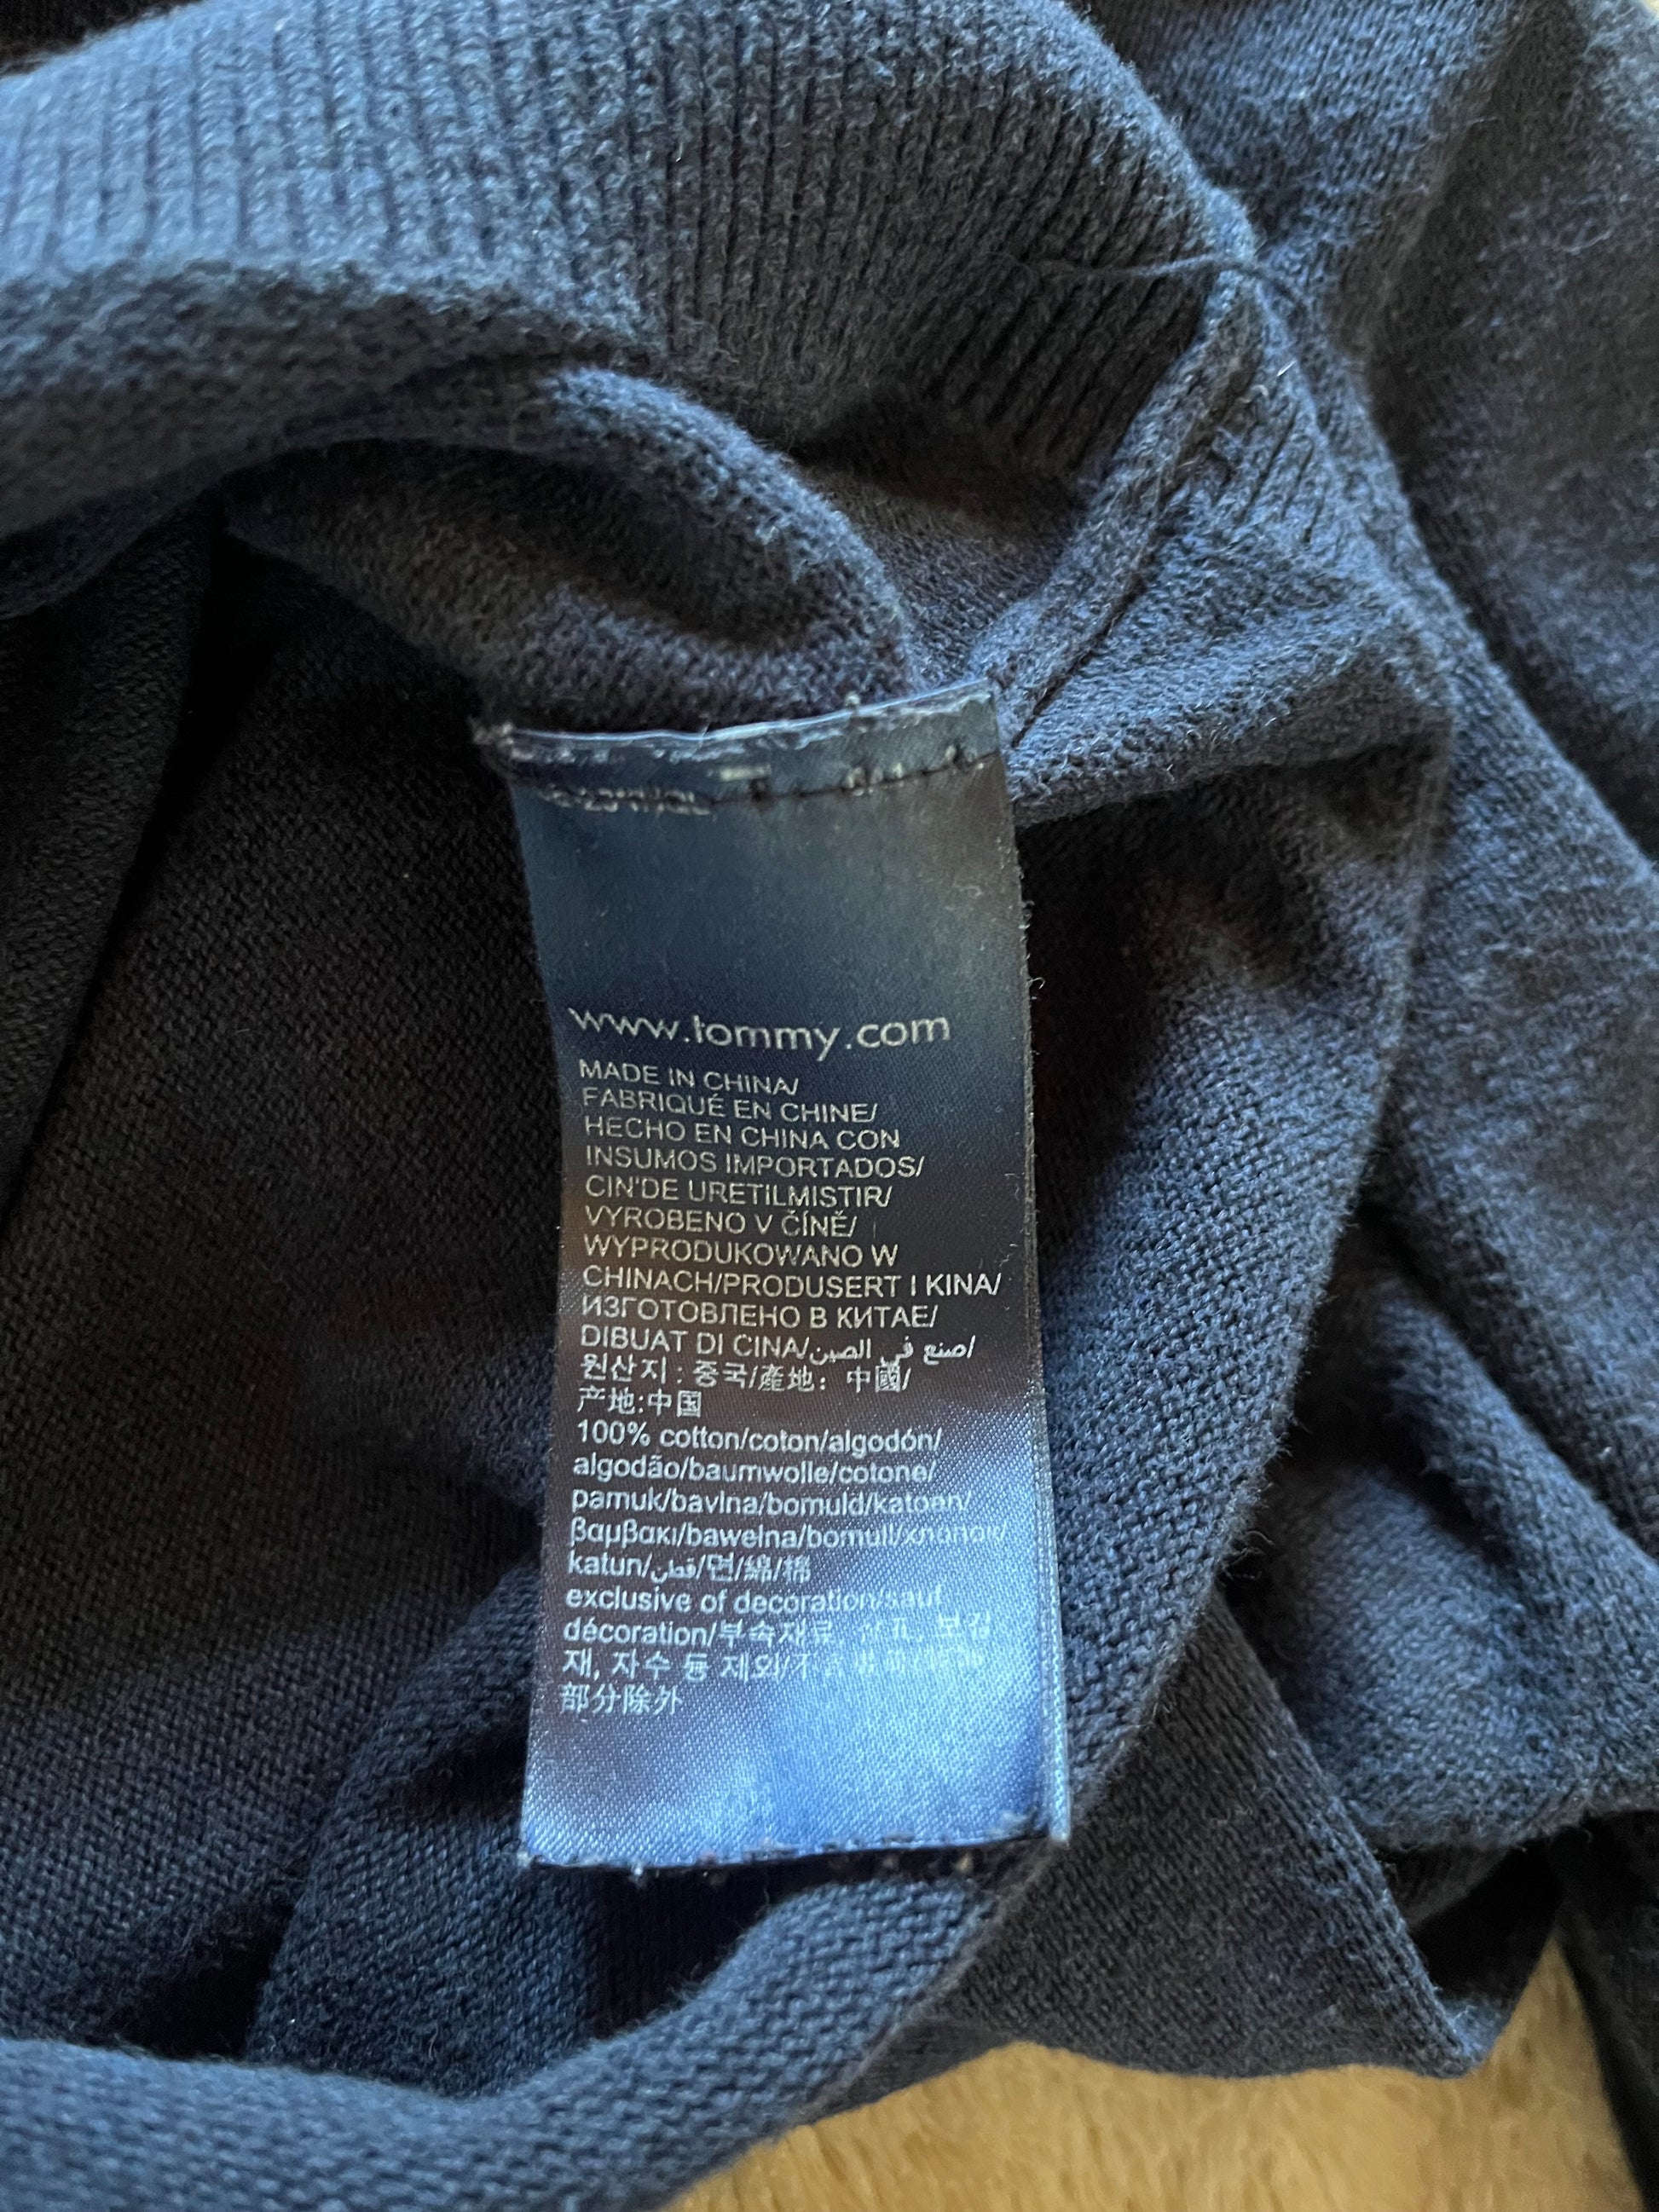 www.tommy.com
MADE IN CHINA/
FABRIQUÉ EN CHINE/
HECHO EN CHINA CON
INSUMOS IMPORTADOS/
CIN'DE URETILMISTIR/
VYROBENO V ČÍNĚ/
WYPRODUKOWANO W
CHINACH/PRODUSERT I KINA/
ИЗГОТОВЛЕНО В КИТАЕ/
DIBUAT DI CINA/صنع في الصين/
원산지 : 중국/產地: 中國/
产地:中国
100% cotton/coton/algodón/
algodão/baumwolle/cotone/
pamuk/bavlna/bomuld/katoen/
βαμβακι/bawełna/bomull/хлопок/
katun/قطن/면/綿/棉
exclusive of decoration/sauf
décoration/부속재료,
재, 자수 등 제외/
部分除外